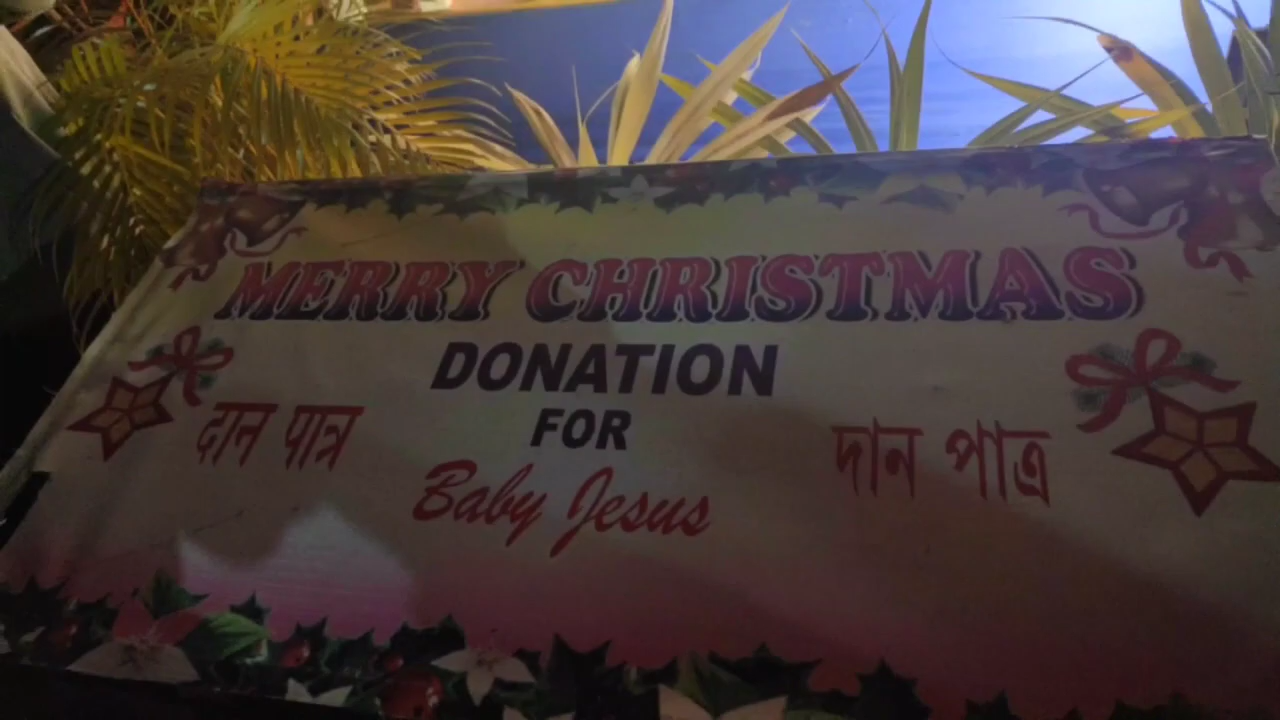 MERRY CHRISTMAS
DONATION
FOR
Baby Jesus
दान पात्र
দান পাত্র